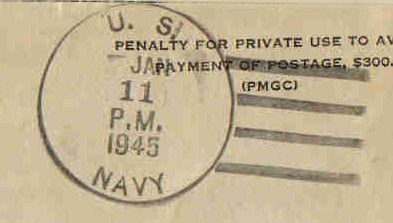 U. S.
PENALTY FOR PRIVATE USE TO AV
JAN
PAYMENT OF POSTAGE, $300.
11
(PMGC)
P.M.
1945
NAVY